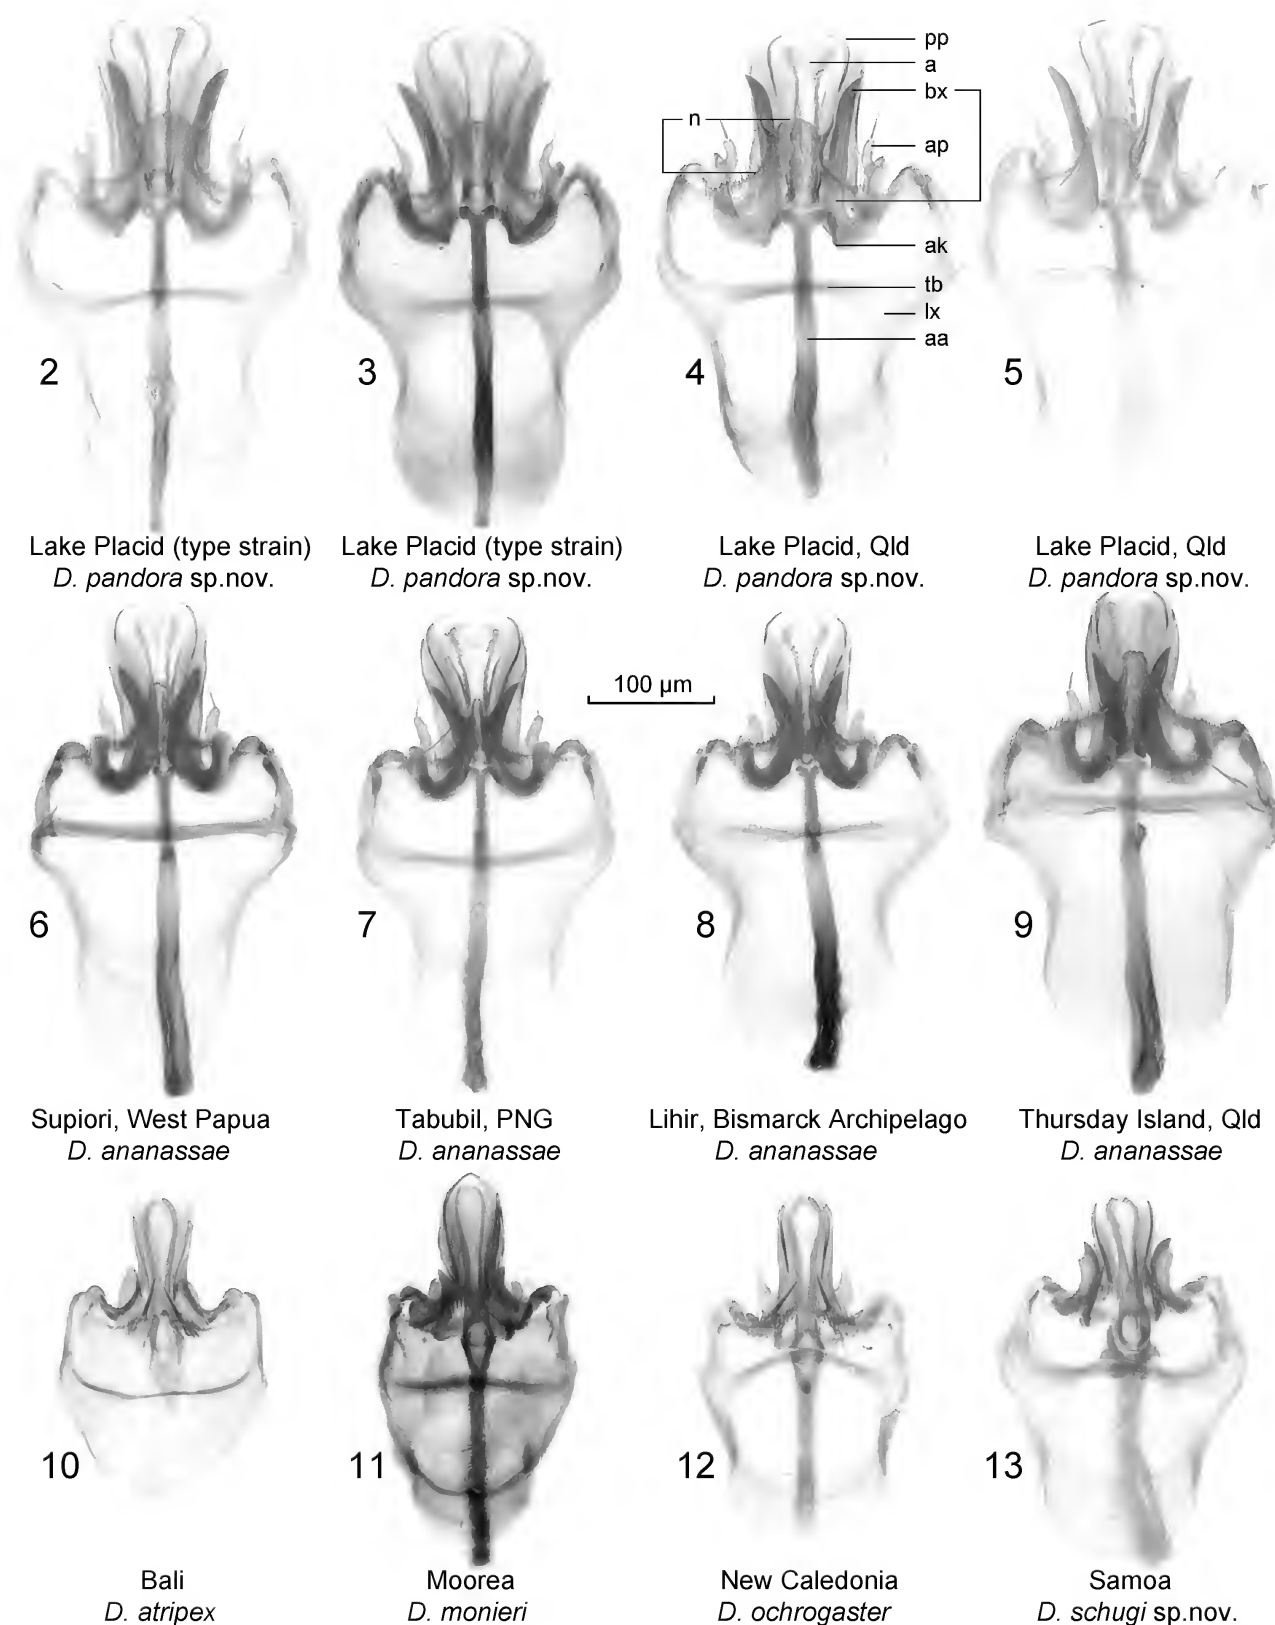 pp
a
bx
n
ap
ak
tb
lx
aa
2
3
4
5
Lake Placid (type strain)
D. pandora sp.nov.
Lake Placid (type strain)
D. pandora sp.nov.
Lake Placid, Qld
D. pandora sp.nov.
Lake Placid, Qld
D. pandora sp.nov.
100 µm
6
7
8
9
Supiori, West Papua
D. ananassae
Tabubil, PNG
D. ananassae
Lihir, Bismarck Archipelago
D. ananassae
Thursday Island, Qld
D. ananassae
10
11
12
13
Bali
D. atripex
Moorea
D. monieri
New Caledonia
D. ochrogaster
Samoa
D. schugi sp.nov.